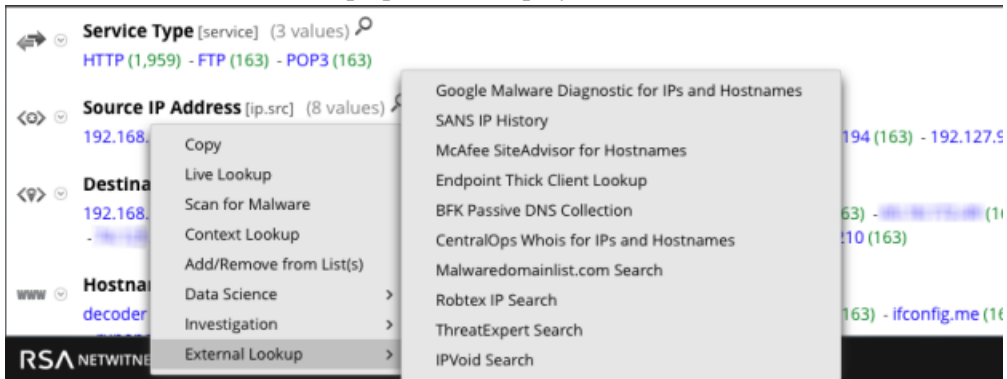 Service Type [service] (3 values)
HTTP (1,959) - FTP (163) - POP3 (163)
Source IP Address [ip.src] (8 values)
192.168. 194 (163) - 192.127.9
Destina
192.168. 63) - (1
- 10 (163)
Hostna
decoder 163) - ifconfig.me (16
RSA NETWITNE
Copy
Live Lookup
Scan for Malware
Context Lookup
Add/Remove from List(s)
Data Science >
Investigation >
External Lookup >
Google Malware Diagnostic for IPs and Hostnames
SANS IP History
McAfee SiteAdvisor for Hostnames
Endpoint Thick Client Lookup
BFK Passive DNS Collection
CentralOps Whois for IPs and Hostnames
Malwaredomainlist.com Search
Robtex IP Search
ThreatExpert Search
IPVoid Search